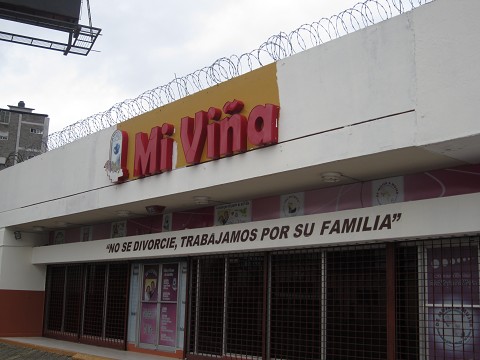 Mi Viña
"NO SE DIVORCIE, TRABAJAMOS POR SU FAMILIA"